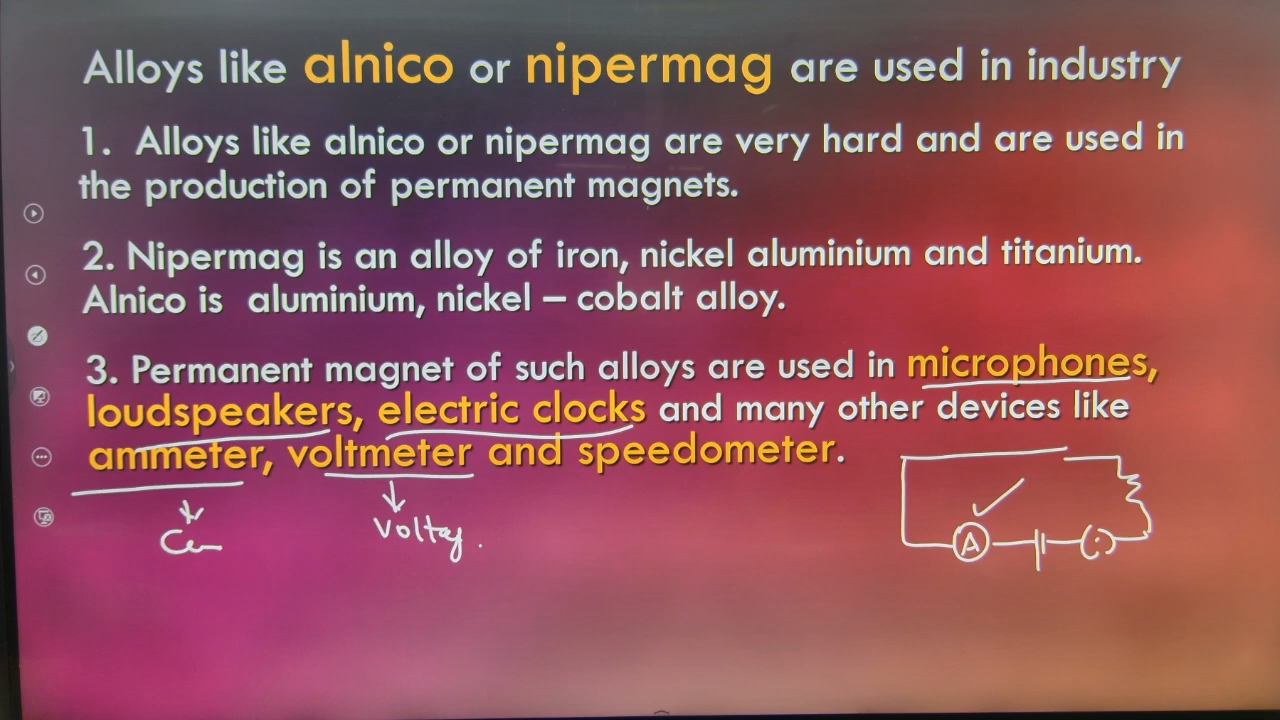 Alloys like alnico or nipermag are used in industry
1. Alloys like alnico or nipermag are very hard and are used in
the production of permanent magnets.
2. Nipermag is an alloy of iron, nickel aluminium and titanium.
Alnico is aluminium, nickel – cobalt alloy.
3. Permanent magnet of such alloys are used in microphones,
loudspeakers, electric clocks and many other devices like
ammeter, voltmeter and speedometer.
A